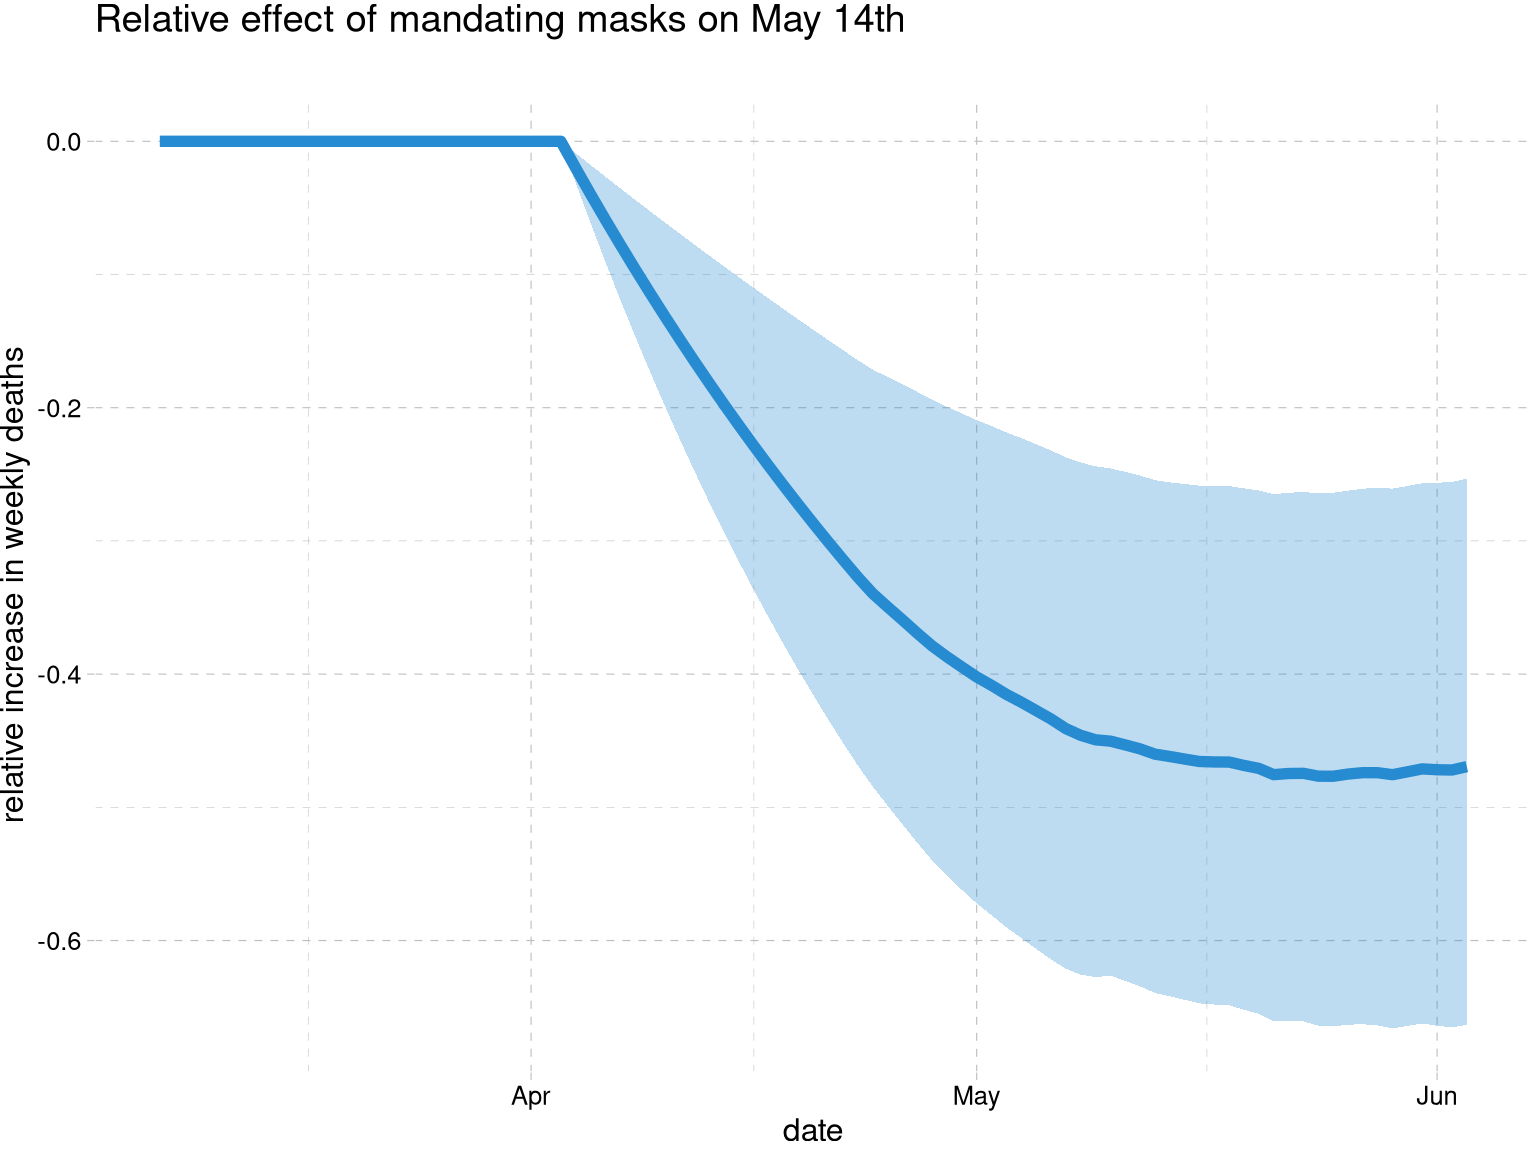 Relative effect of mandating masks on May 14th
relative increase in weekly deaths
0.0
-0.2
-0.4
-0.6
Apr
May
Jun
date